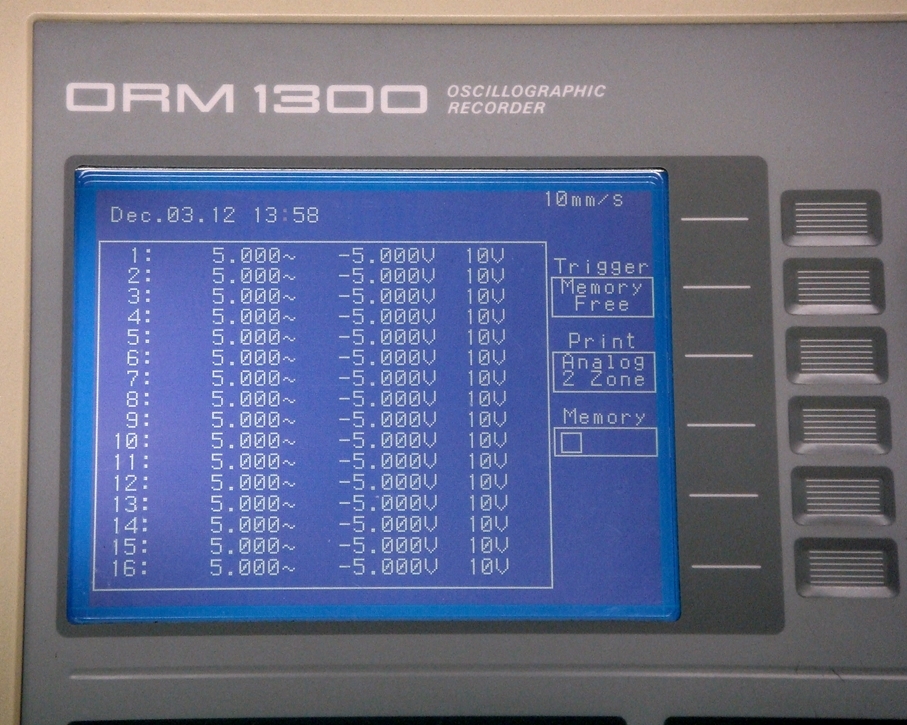 ORM 1300 OSCILLOGRAPHIC
RECORDER
10mm/s
Dec.03.12 13:58
1: 5.000~ -5.000V 10V
2: 5.000~ -5.000V 10V
3: 5.000~ -5.000V 10V
4: 5.000~ -5.000V 10V
5: 5.000~ -5.000V 10V
6: 5.000~ -5.000V 10V
7: 5.000~ -5.000V 10V
8: 5.000~ -5.000V 10V
9: 5.000~ -5.000V 10V
10: 5.000~ -5.000V 10V
11: 5.000~ -5.000V 10V
12: 5.000~ -5.000V 10V
13: 5.000~ -5.000V 10V
14: 5.000~ -5.000V 10V
15: 5.000~ -5.000V 10V
16: 5.000~ -5.000V 10V
Trigger
Memory
Free
Print
Analog
2 Zone
Memory